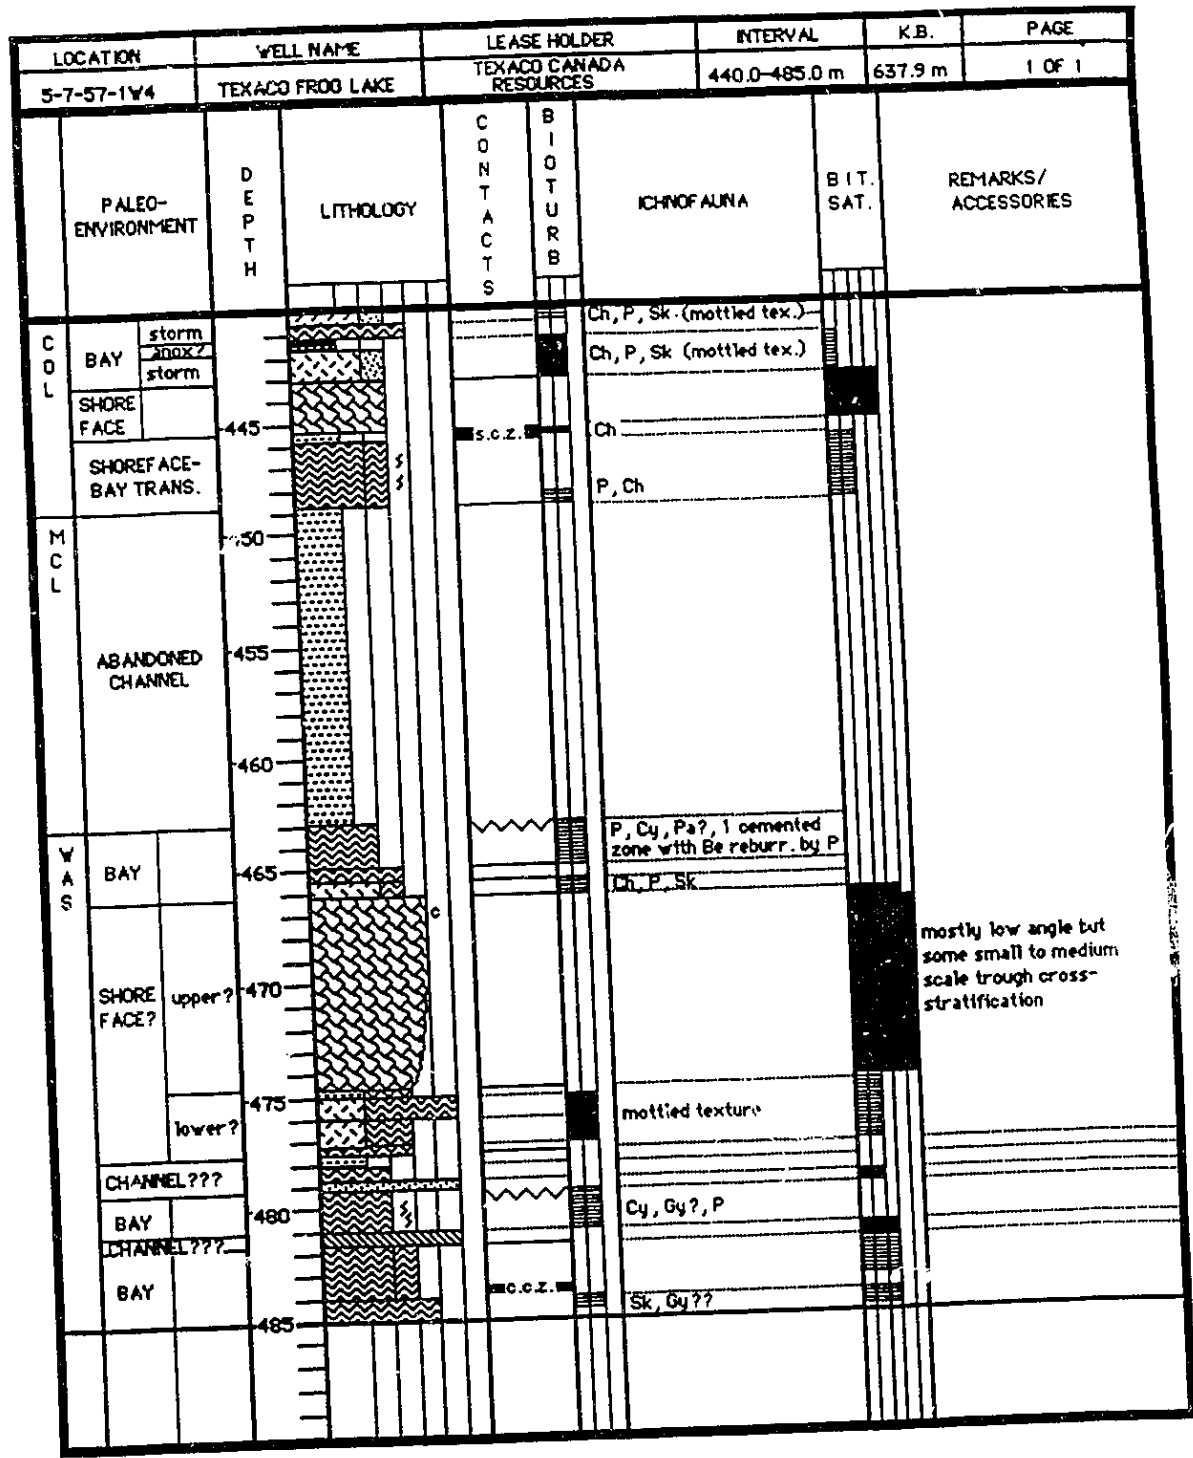 LOCATION WELL NAME LEASE HOLDER INTERVAL K.B. PAGE
5-7-57-1W4 TEXACO FROG LAKE TEXACO CANADA RESOURCES 440.0-485.0 m 637.9 m 1 OF 1
PALEO-
ENVIRONMENT
DEPTH
LITHOLOGY
CONTACTS
BIOTURB
ICHNOFAUNA
BIT.
SAT.
REMARKS/
ACCESSORIES
COL
BAY
storm
anox?
storm
Ch, P, Sk (mottled tex.)
Ch, P, Sk (mottled tex.)
SHORE
FACE
445
s.c.z.
Ch
SHOREFACE-
BAY TRANS.
P, Ch
MCL
450
ABANDONED
CHANNEL
455
460
WAS
BAY
P, Cy, Pa?, 1 cemented
zone with Be reburr. by P
465
Ch, P, Sk
c
SHORE
FACE?
upper?
470
mostly low angle but
some small to medium
scale trough cross-
stratification
475
lower?
mottled texture
CHANNEL???
BAY
480
Cy, Gy?, P
CHANNEL???
BAY
c.c.z.
Sk, Gy??
485